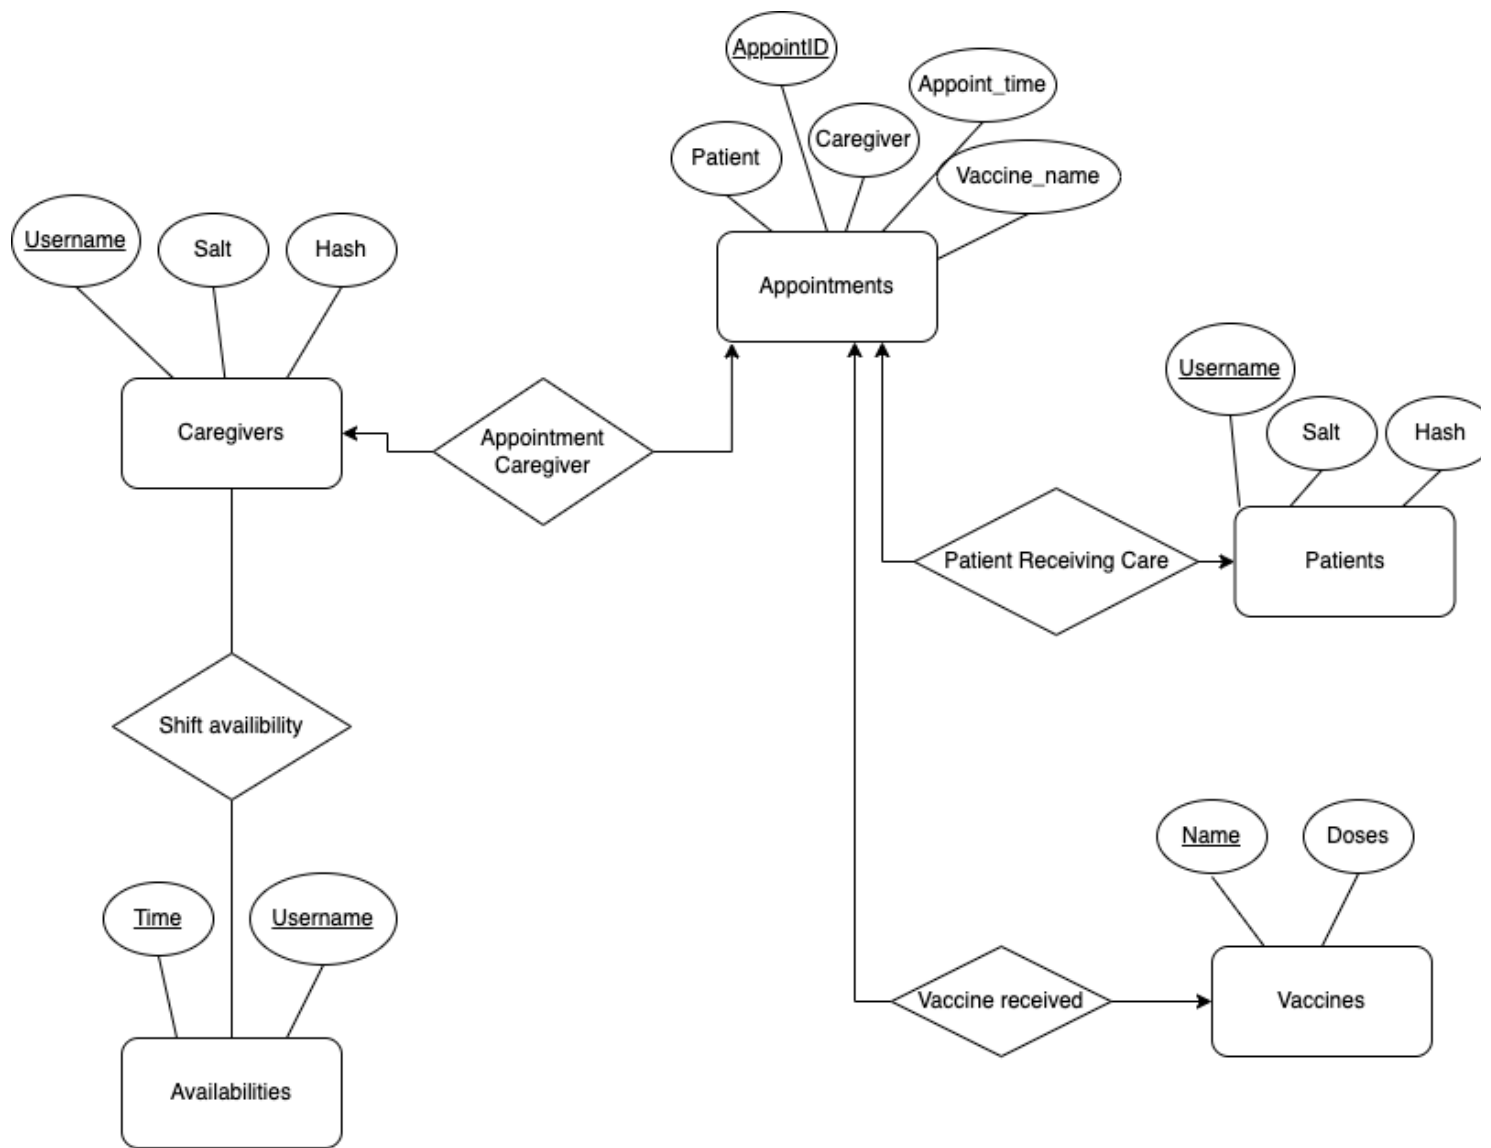 AppointID
Appoint_time
Caregiver
Patient
Vaccine_name
Username
Salt
Hash
Appointments
Username
Caregivers
Appointment
Caregiver
Salt
Hash
Patient Receiving Care
Patients
Shift availibility
Name
Doses
Time
Username
Vaccine received
Vaccines
Availabilities